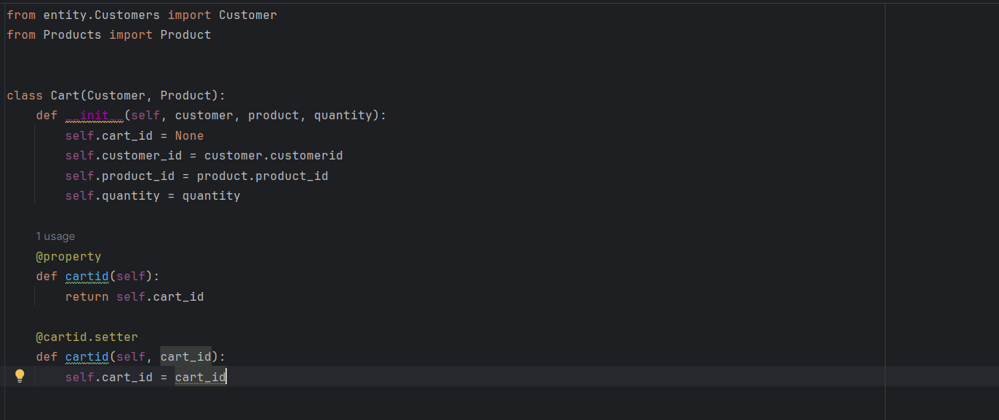 from entity.Customers import Customer
from Products import Product
class Cart(Customer, Product):
    def __init__(self, customer, product, quantity):
        self.cart_id = None
        self.customer_id = customer.customerid
        self.product_id = product.product_id
        self.quantity = quantity
    1 usage
    @property
    def cartid(self):
        return self.cart_id
    @cartid.setter
    def cartid(self, cart_id):
        self.cart_id = cart_id